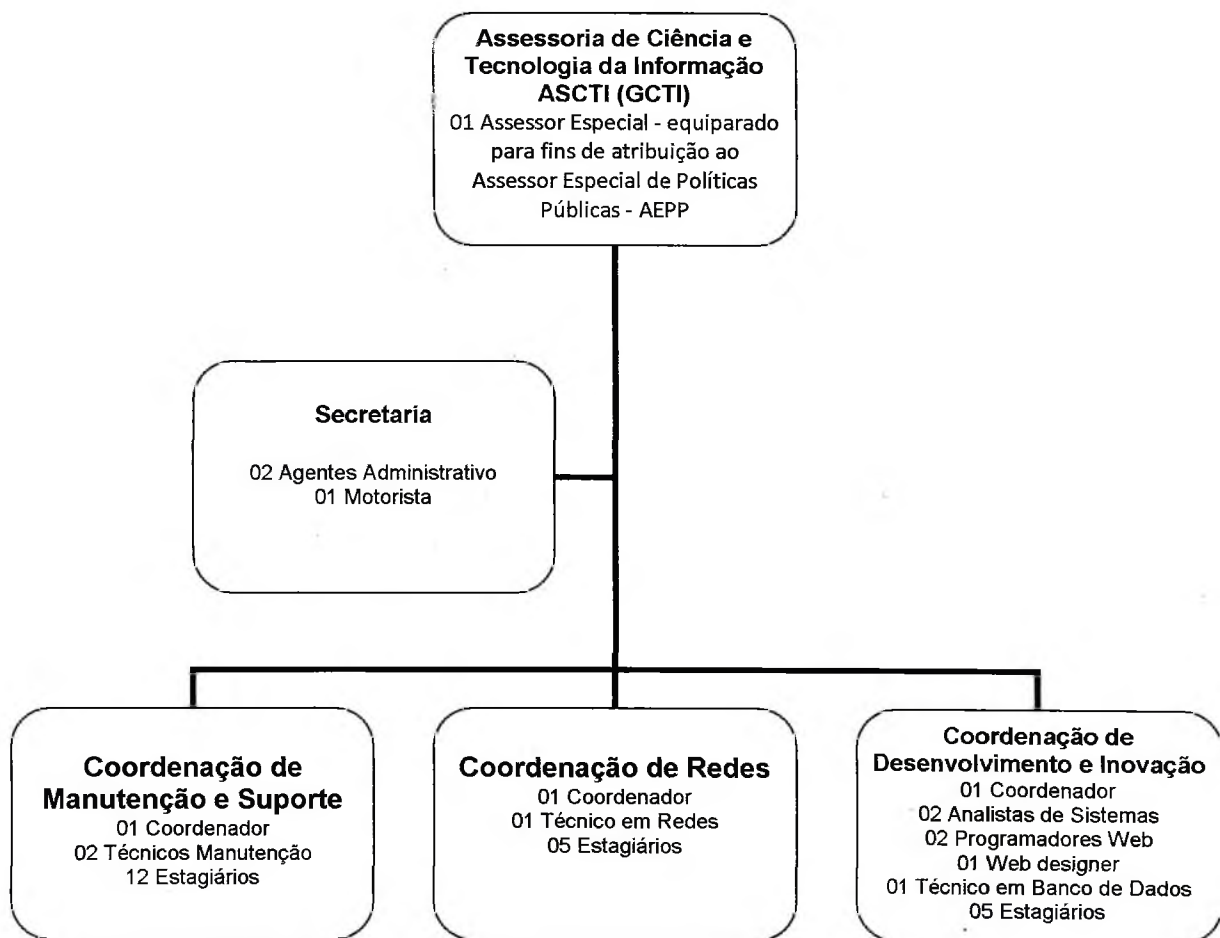 Assessoria de Ciência e
Tecnologia da Informação
ASCTI (GCTI)
01 Assessor Especial - equiparado
para fins de atribuição ao
Assessor Especial de Políticas
Públicas - AEPP
Secretaria
02 Agentes Administrativo
01 Motorista
Coordenação de
Manutenção e Suporte
01 Coordenador
02 Técnicos Manutenção
12 Estagiários
Coordenação de Redes
01 Coordenador
01 Técnico em Redes
05 Estagiários
Coordenação de
Desenvolvimento e Inovação
01 Coordenador
02 Analistas de Sistemas
02 Programadores Web
01 Web designer
01 Técnico em Banco de Dados
05 Estagiários